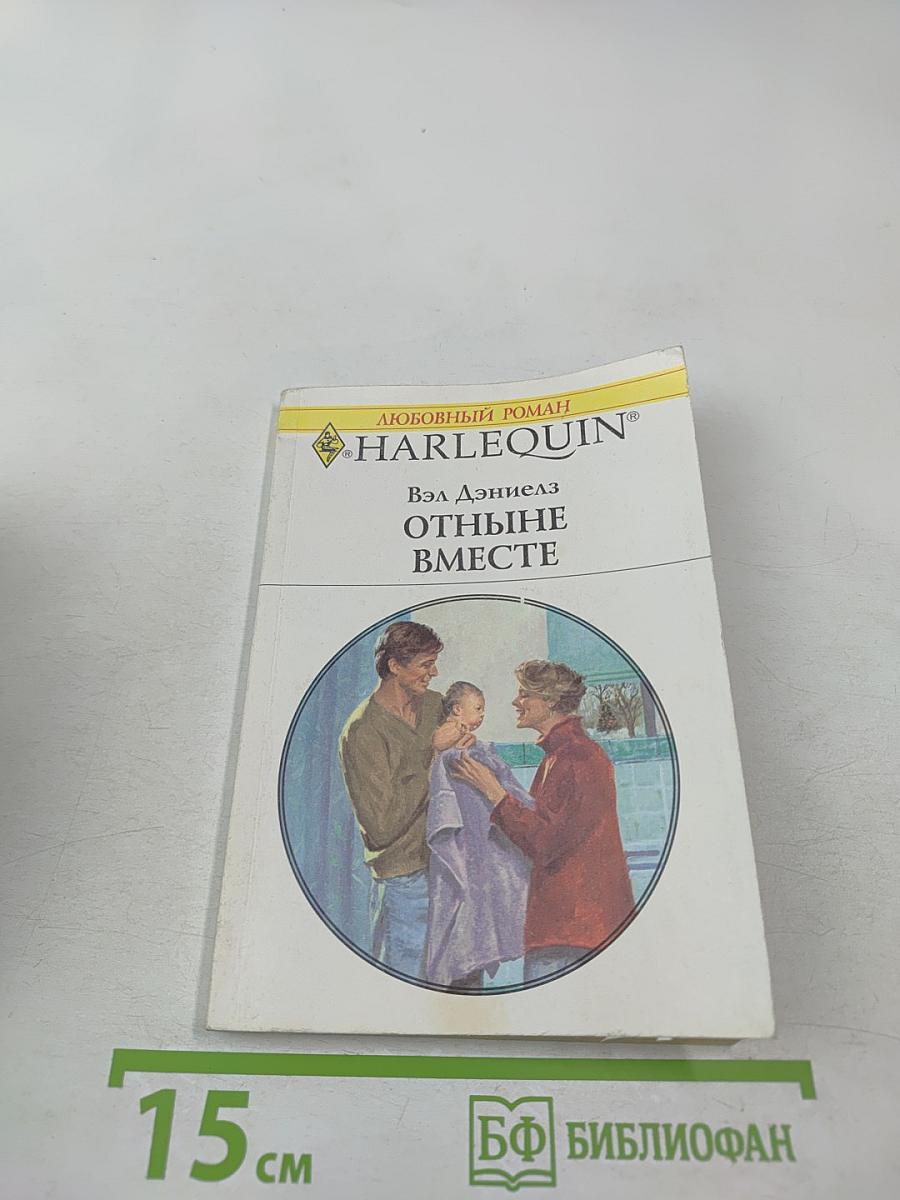 ЛЮБОВНЫЙ РОМАН
®HARLEQUIN®
Вэл Дэниелз
ОТНЫНЕ
ВМЕСТЕ
15 см
БФ БИБЛИОФАН